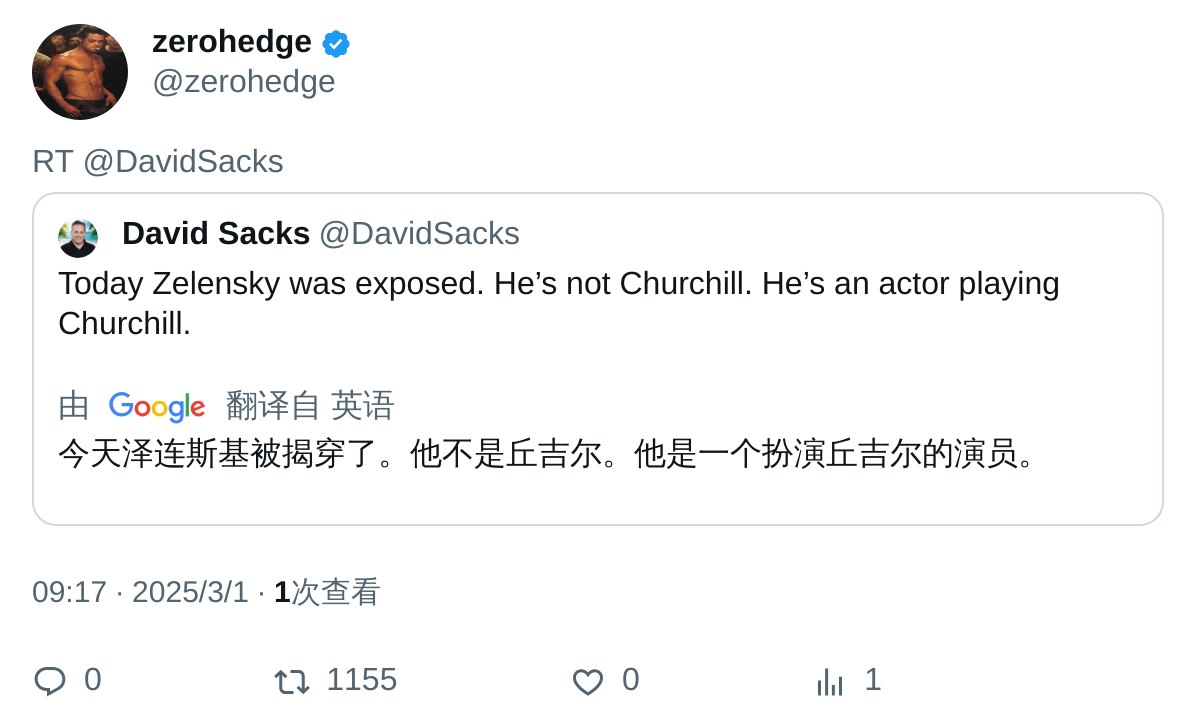 zerohedge
@zerohedge
RT @DavidSacks
David Sacks @DavidSacks
Today Zelensky was exposed. He’s not Churchill. He’s an actor playing
Churchill.
由 Google 翻译自 英语
今天泽连斯基被揭穿了。他不是丘吉尔。他是一个扮演丘吉尔的演员。
09:17 · 2025/3/1 · 1次查看
0 1155 0 1